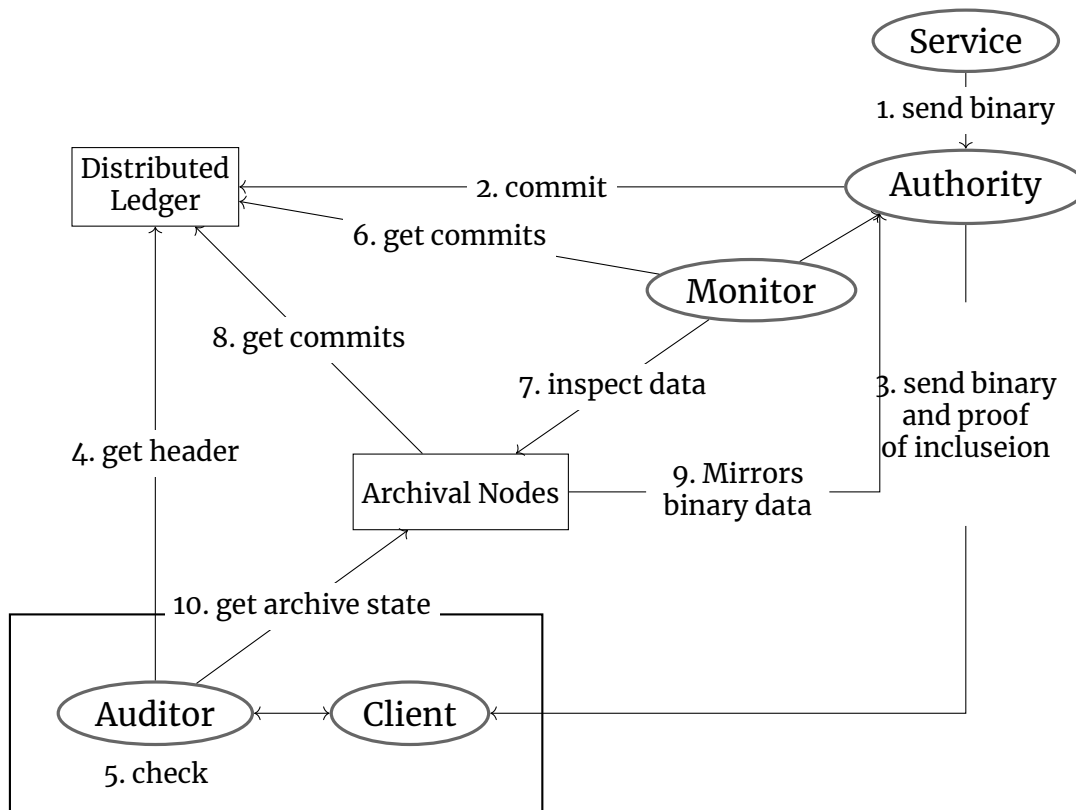 Service
1. send binary
Distributed
Ledger
Authority
2. commit
6. get commits
Monitor
8. get commits
7. inspect data
3. send binary
and proof
of incluseion
4. get header
Archival Nodes
9. Mirrors
binary data
10. get archive state
Auditor
Client
5. check